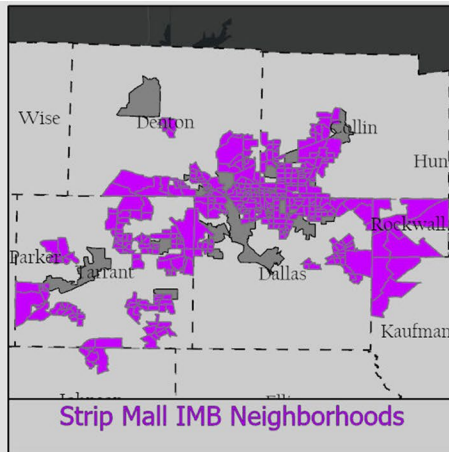 Wise
Denton
Collin
Hun
Rockwall
Parker
Tarrant
Dallas
Kaufman
Strip Mall IMB Neighborhoods